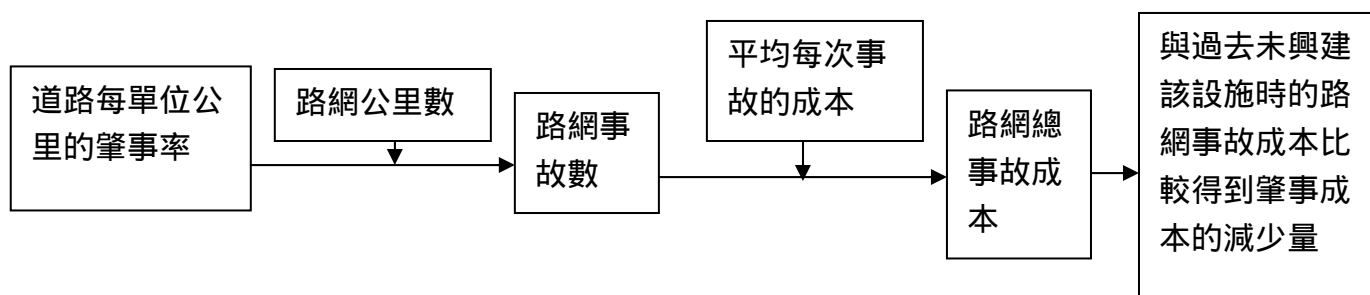 道路每單位公
里的肇事率
路網公里數
路網事
故數
平均每次事
故的成本
路網總
事故成
本
與過去未興建
該設施時的路
網事故成本比
較得到肇事成
本的減少量